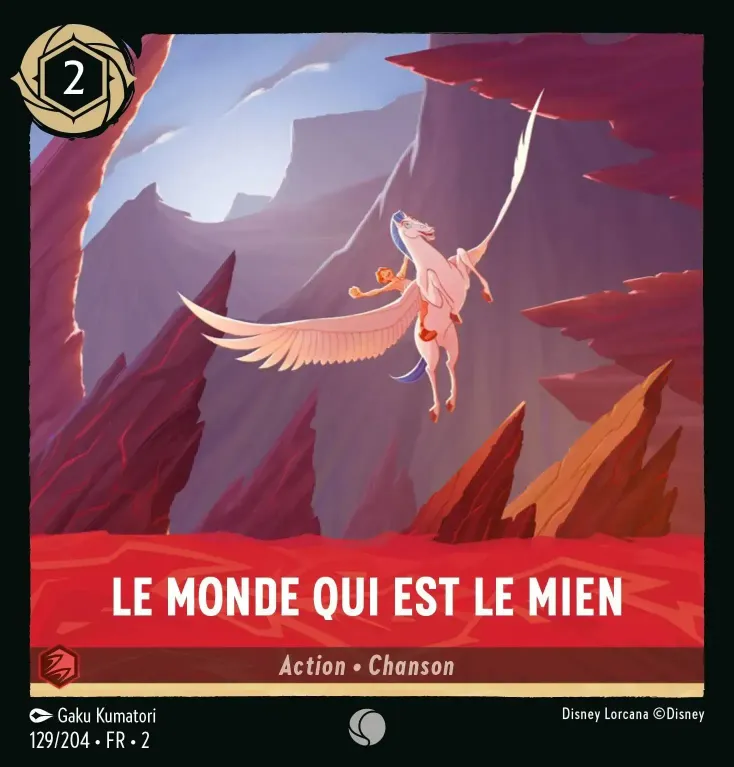 2
LE MONDE QUI EST LE MIEN
Action • Chanson
Gaku Kumatori
Disney Lorcana ©Disney
129/204 • FR • 2